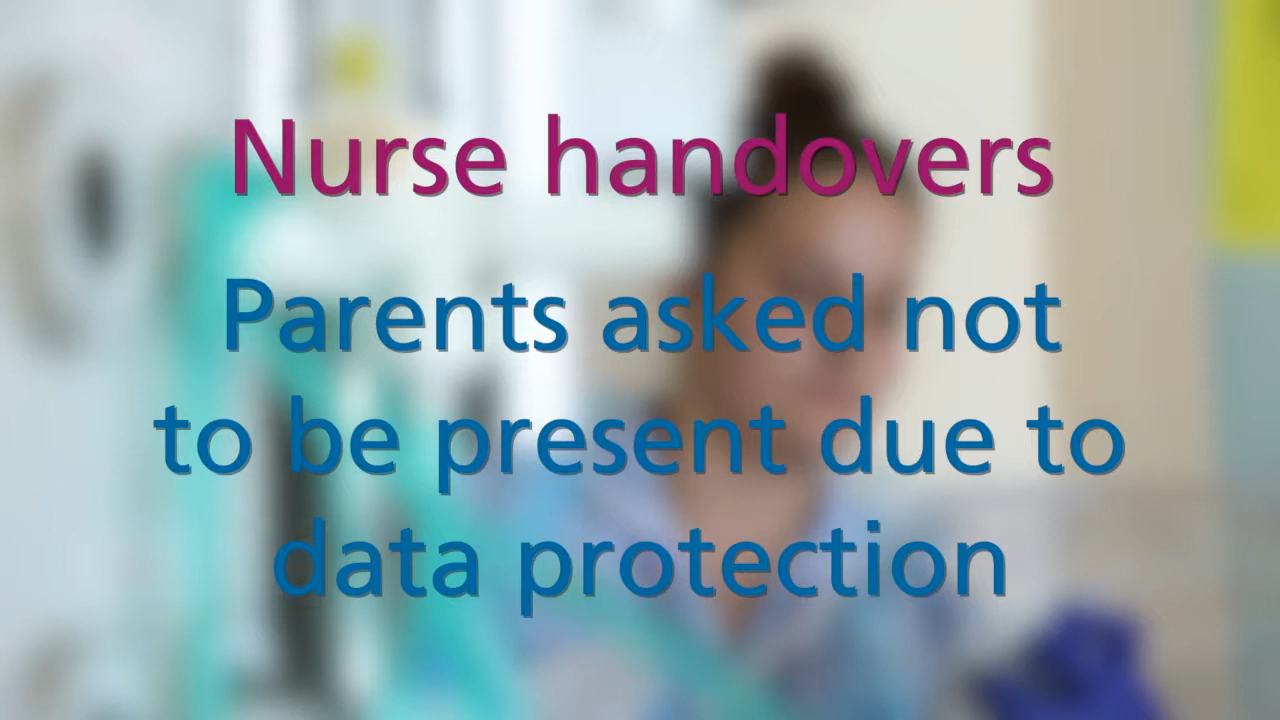 Nurse handovers
Parents asked not
to be present due to
data protection